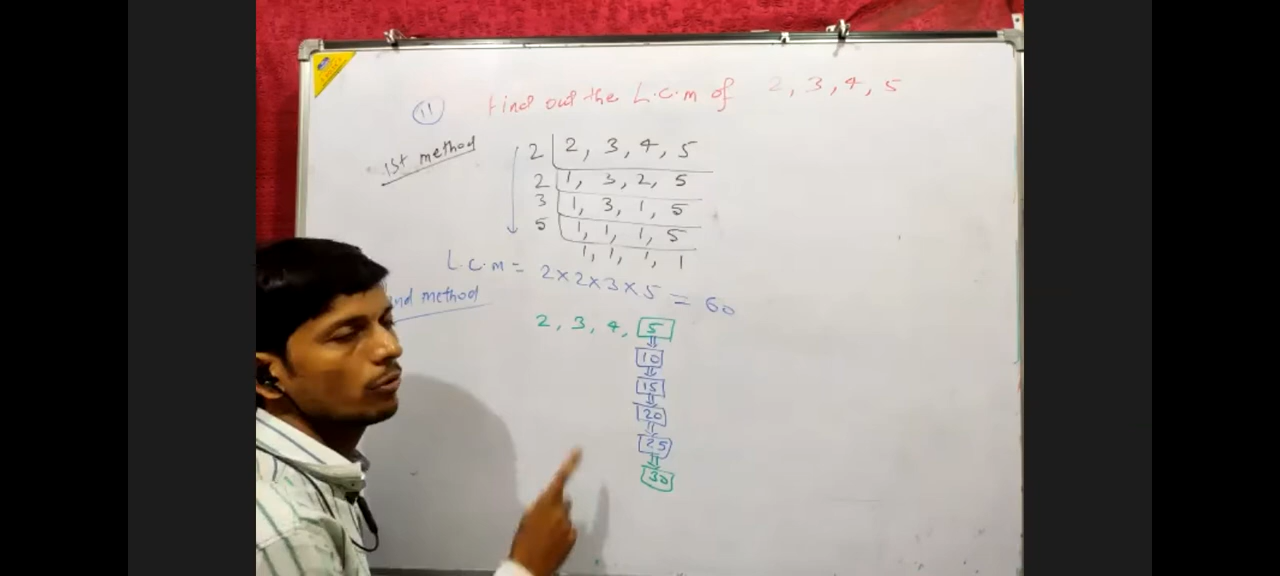 11 Find out the L.C.M of 2, 3, 4, 5
1st method
2 2, 3, 4, 5
2 1, 3, 2, 5
3 1, 3, 1, 5
5 1, 1, 1, 5
1, 1, 1, 1
L.C.M = 2×2×3×5 = 60
nd method
2, 3, 4, 5
10
15
20
25
30